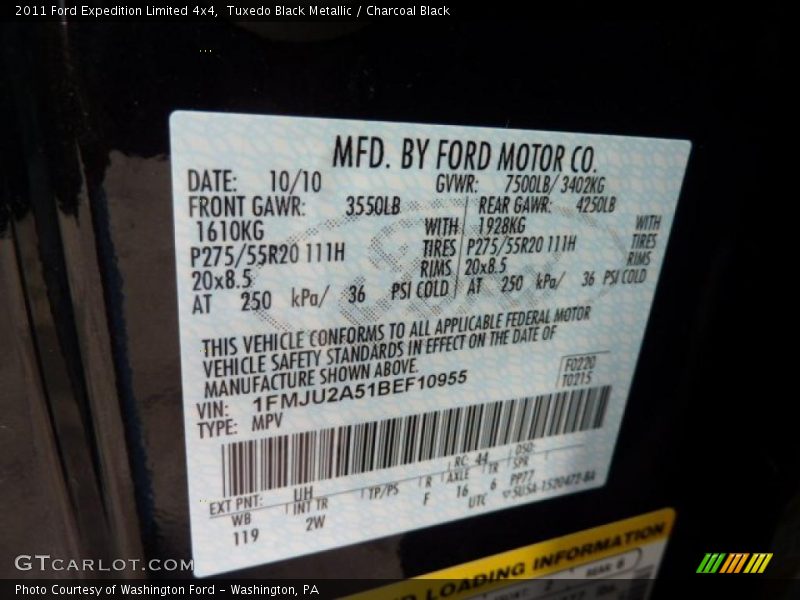 2011 Ford Expedition Limited 4x4,  Tuxedo Black Metallic / Charcoal Black
MFD. BY FORD MOTOR CO.
DATE: 10/10 GVWR: 7500LB/ 3402KG
FRONT GAWR: 3550LB REAR GAWR: 4250LB
1610KG WITH 1928KG WITH
P275/55R20 111H TIRES P275/55R20 111H TIRES
20x8.5 RIMS 20x8.5 RIMS
AT 250 kPa/ 36 PSI COLD AT 250 kPa/ 36 PSI COLD
THIS VEHICLE CONFORMS TO ALL APPLICABLE FEDERAL MOTOR
VEHICLE SAFETY STANDARDS IN EFFECT ON THE DATE OF
MANUFACTURE SHOWN ABOVE.
F0220
T0215
VIN: 1FMJU2A51BEF10955
TYPE: MPV
EXT PNT: UH RC: 44 DSO:
WB INT TR TP/PS R AXLE TR SPR
119 2W F 16 6 PP77
UTC
LOADING INFORMATION
GTCARLOT.COM
Photo Courtesy of Washington Ford - Washington, PA